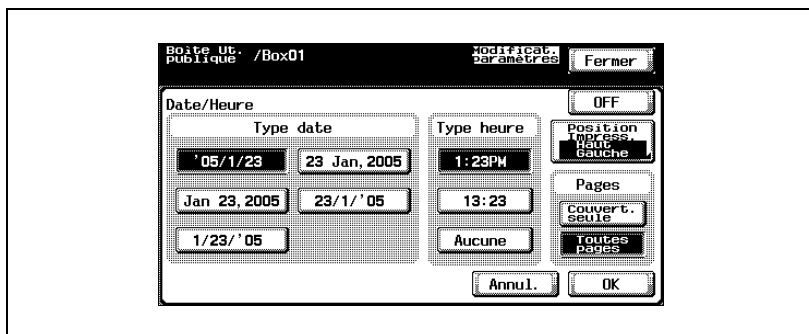 Boîte Ut.
publique /Box01
Modificat.
paramètres
Fermer
Date/Heure
OFF
Type date
Type heure
Position
Impress.
Haut
Gauche
'05/1/23
23 Jan,2005
1:23PM
Jan 23,2005
23/1/'05
13:23
Pages
Couvert.
seule
1/23/'05
Aucune
Toutes
pages
Annul.
OK